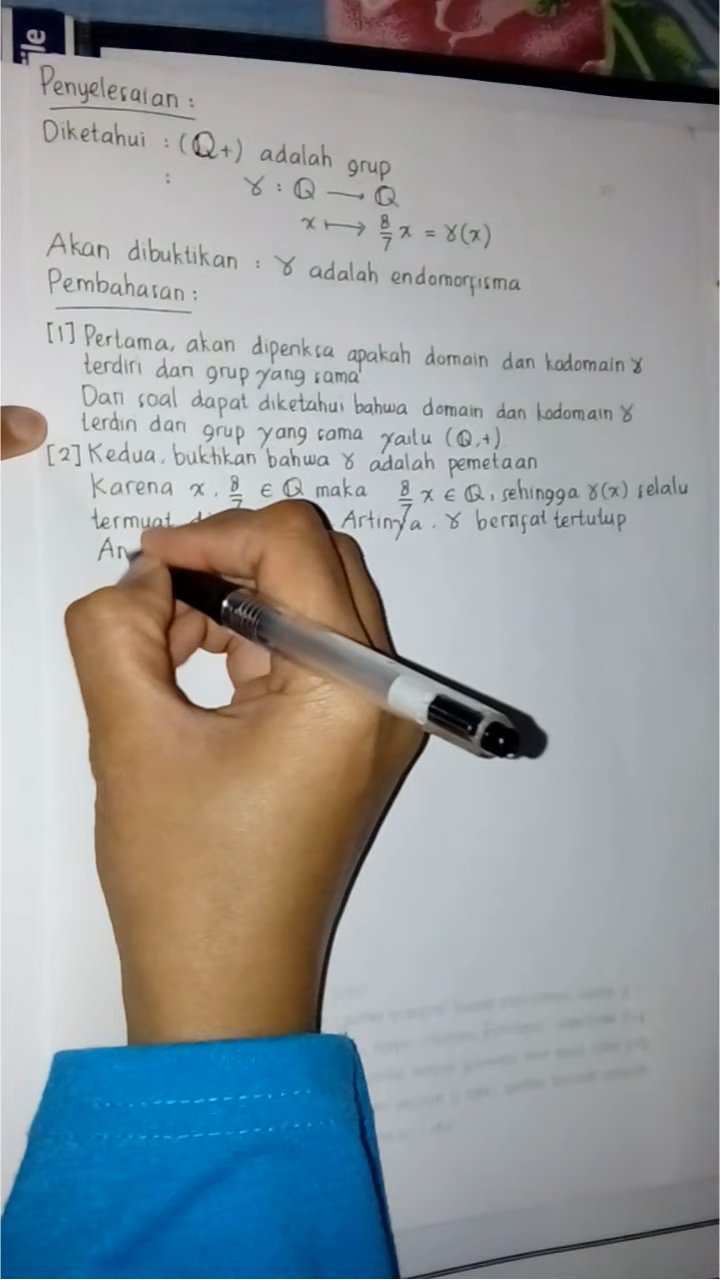 ile
Penyelesaian :
Diketahui : (Q+) adalah grup
: γ : Q → Q
x ↦ 8/7 x = γ(x)
Akan dibuktikan : γ adalah endomorfisma
Pembahasan :
[1] Pertama, akan diperiksa apakah domain dan kodomain γ
terdiri dari grup yang sama
Dari soal dapat diketahui bahwa domain dan kodomain γ
terdiri dari grup yang sama yaitu (Q,+)
[2] Kedua, buktikan bahwa γ adalah pemetaan
Karena x, 8/7 ∈ Q maka 8/7 x ∈ Q, sehingga γ(x) selalu
termuat Artinya. γ bersifat tertutup